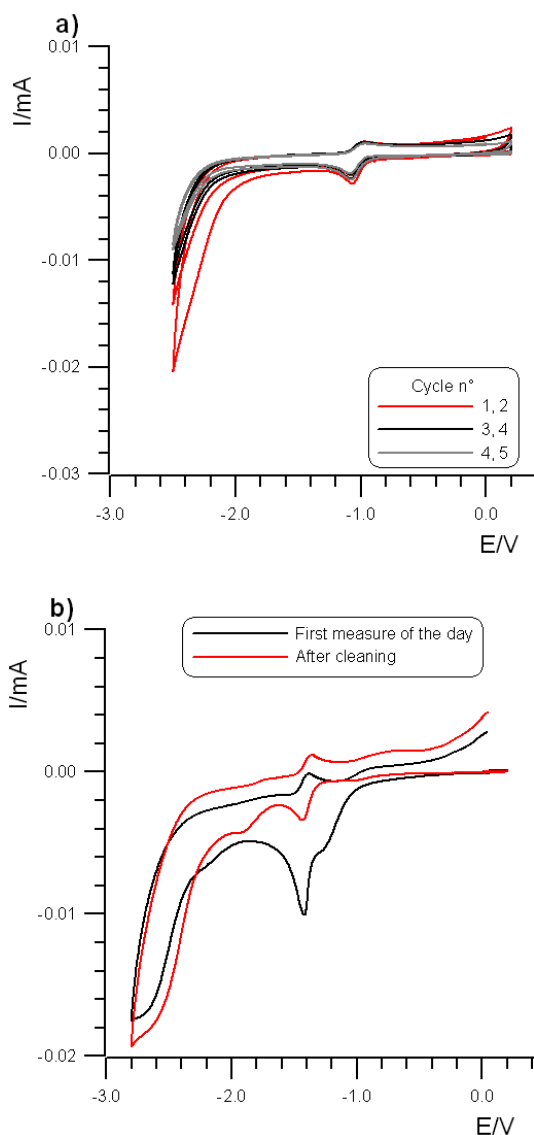 a)
0.01
I/mA
0.00
-0.01
-0.02
-0.03
Cycle n°
1, 2
3, 4
4, 5
-3.0
-2.0
-1.0
0.0
E/V
b)
0.01
First measure of the day
After cleaning
I/mA
0.00
-0.01
-0.02
-3.0
-2.0
-1.0
0.0
E/V